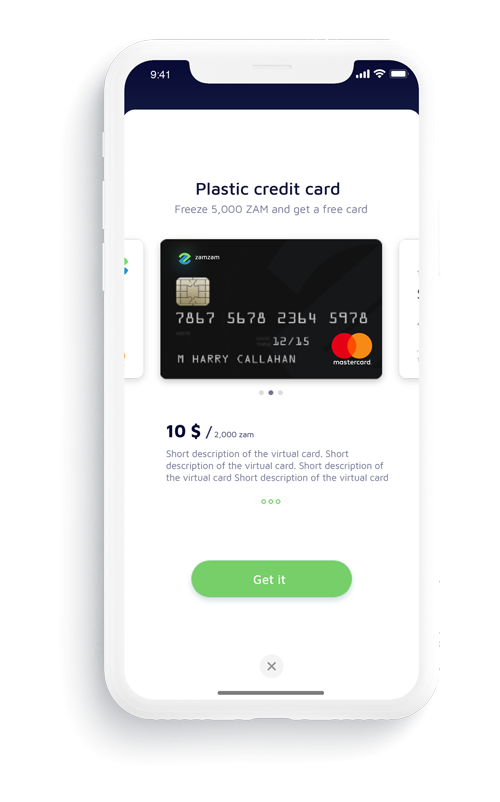 9:41
Plastic credit card
Freeze 5,000 ZAM and get a free card
zamzam
7867 5678 2364 5978
12/15
M HARRY CALLAHAN
mastercard.
10 $ / 2,000 zam
Short description of the virtual card. Short
description of the virtual card. Short description of
the virtual card Short description of the virtual card
Get it